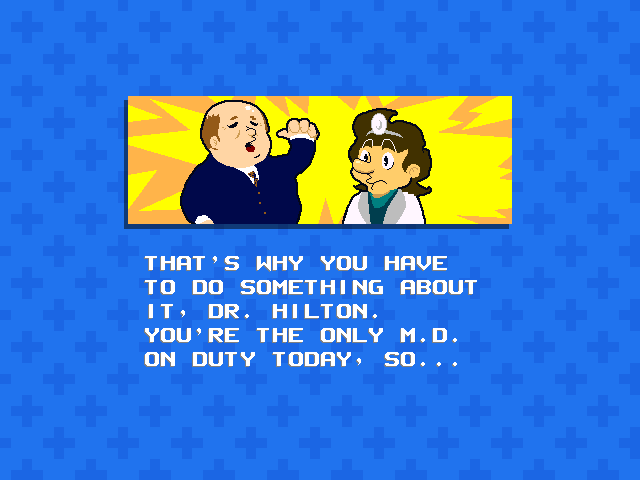 THAT'S WHY YOU HAVE
TO DO SOMETHING ABOUT
IT, DR. HILTON.
YOU'RE THE ONLY M.D.
ON DUTY TODAY, SO...